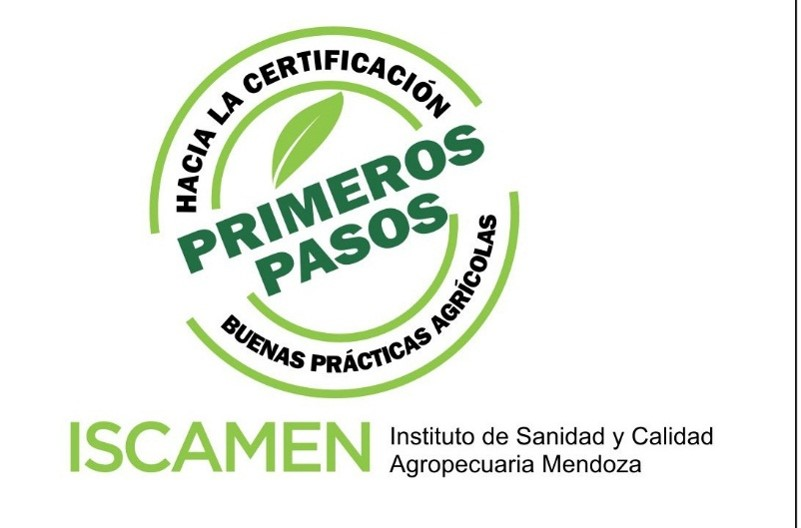 HACIA LA CERTIFICACIÓN
PRIMEROS
PASOS
BUENAS PRÁCTICAS AGRÍCOLAS
ISCAMEN
Instituto de Sanidad y Calidad
Agropecuaria Mendoza